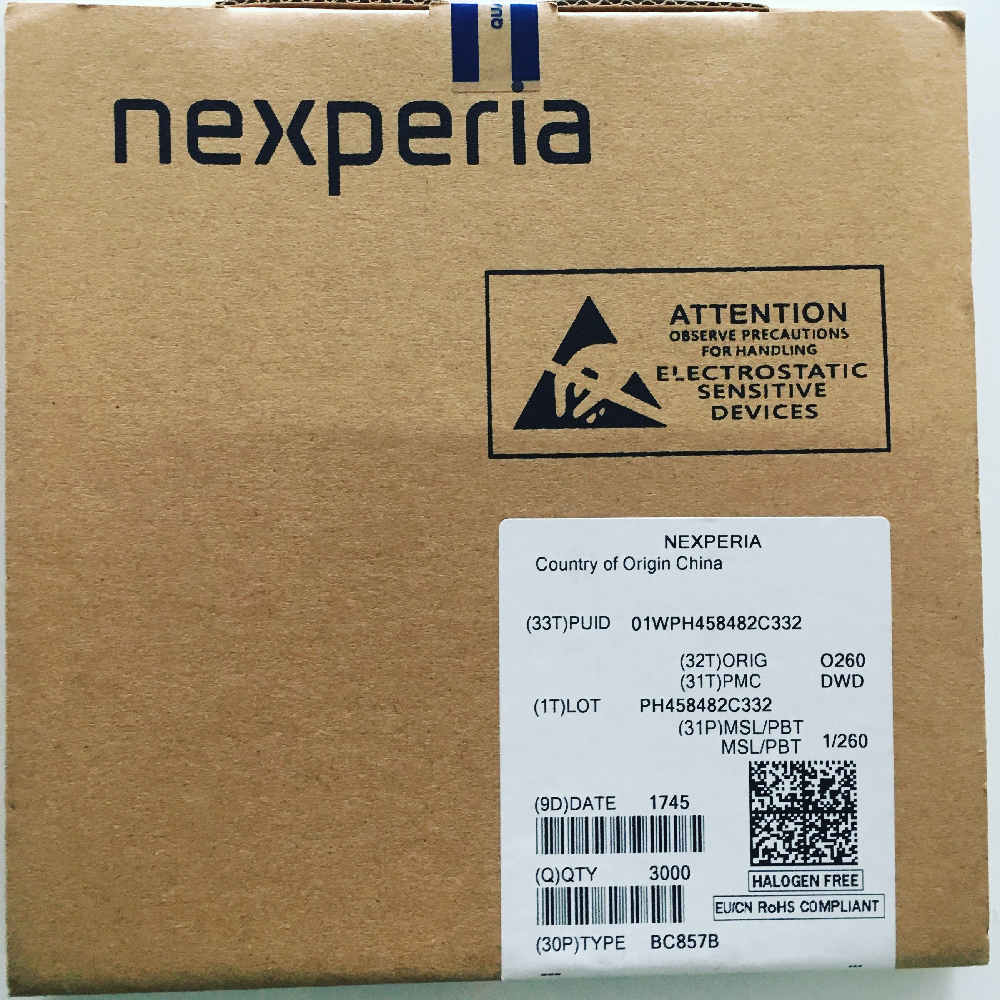 QUA
nexperia
ATTENTION
OBSERVE PRECAUTIONS
FOR HANDLING
ELECTROSTATIC
SENSITIVE
DEVICES
NEXPERIA
Country of Origin China
(33T)PUID 01WPH458482C332
(32T)ORIG O260
(31T)PMC DWD
(1T)LOT PH458482C332
(31P)MSL/PBT
MSL/PBT 1/260
(9D)DATE 1745
(Q)QTY 3000
HALOGEN FREE
EU/CN RoHS COMPLIANT
(30P)TYPE BC857B